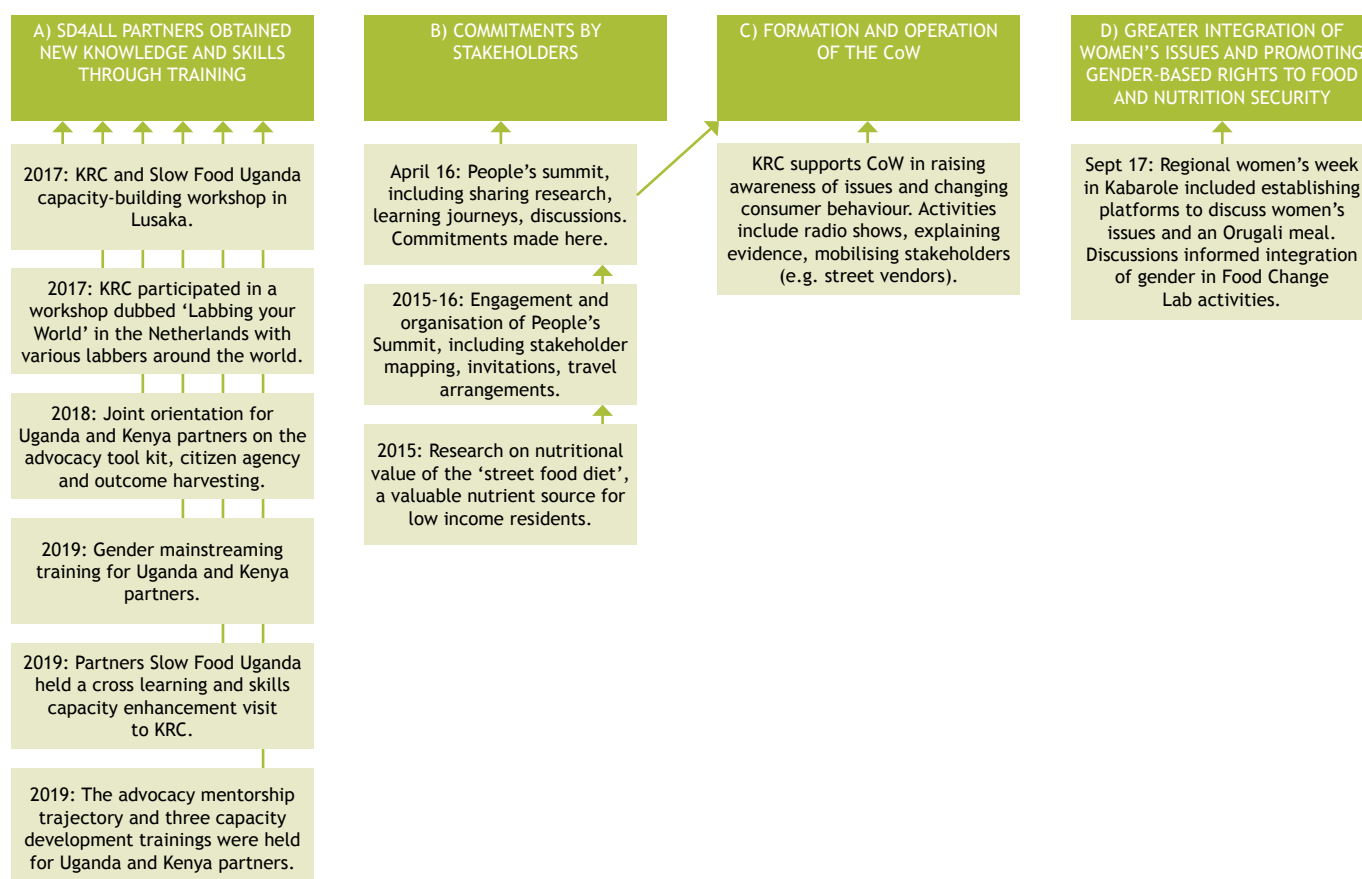 A) SD4ALL PARTNERS OBTAINED
NEW KNOWLEDGE AND SKILLS
THROUGH TRAINING
2017: KRC and Slow Food Uganda
capacity-building workshop in
Lusaka.
2017: KRC participated in a
workshop dubbed ‘Labbing your
World’ in the Netherlands with
various labbers around the world.
2018: Joint orientation for
Uganda and Kenya partners on the
advocacy tool kit, citizen agency
and outcome harvesting.
2019: Gender mainstreaming
training for Uganda and Kenya
partners.
2019: Partners Slow Food Uganda
held a cross learning and skills
capacity enhancement visit
to KRC.
2019: The advocacy mentorship
trajectory and three capacity
development trainings were held
for Uganda and Kenya partners.
B) COMMITMENTS BY
STAKEHOLDERS
April 16: People’s summit,
including sharing research,
learning journeys, discussions.
Commitments made here.
2015-16: Engagement and
organisation of People’s
Summit, including stakeholder
mapping, invitations, travel
arrangements.
2015: Research on nutritional
value of the ‘street food diet’,
a valuable nutrient source for
low income residents.
C) FORMATION AND OPERATION
OF THE CoW
KRC supports CoW in raising
awareness of issues and changing
consumer behaviour. Activities
include radio shows, explaining
evidence, mobilising stakeholders
(e.g. street vendors).
D) GREATER INTEGRATION OF
WOMEN’S ISSUES AND PROMOTING
GENDER-BASED RIGHTS TO FOOD
AND NUTRITION SECURITY
Sept 17: Regional women’s week
in Kabarole included establishing
platforms to discuss women’s
issues and an Orugali meal.
Discussions informed integration
of gender in Food Change
Lab activities.